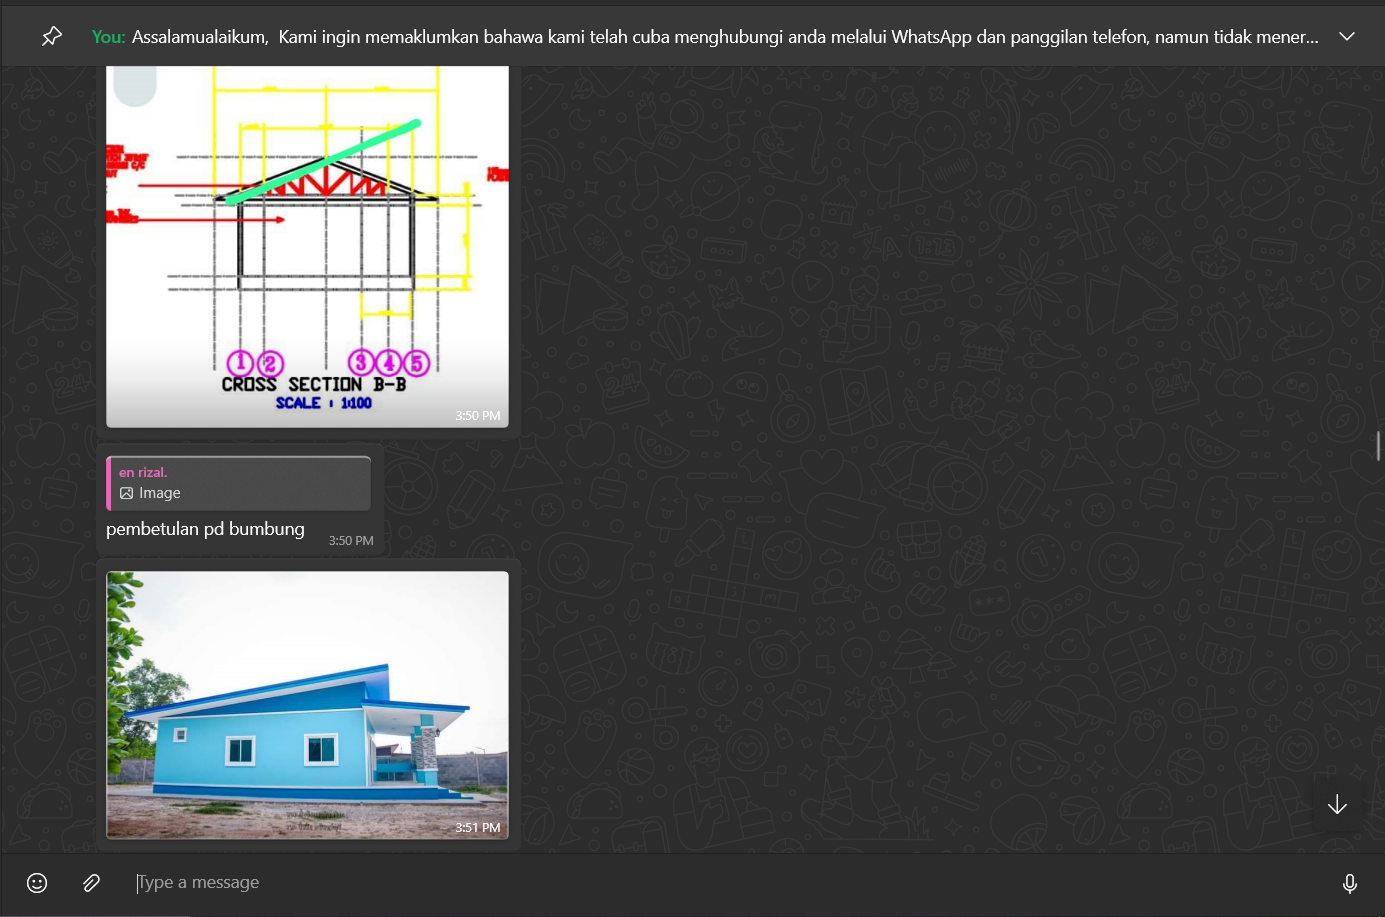 You: Assalamualaikum, Kami ingin memaklumkan bahawa kami telah cuba menghubungi anda melalui WhatsApp dan panggilan telefon, namun tidak mener...
1 2 3 4 5
CROSS SECTION B-B
SCALE : 1:100
3:50 PM
en rizal.
Image
pembetulan pd bumbung
3:50 PM
3:51 PM
Type a message